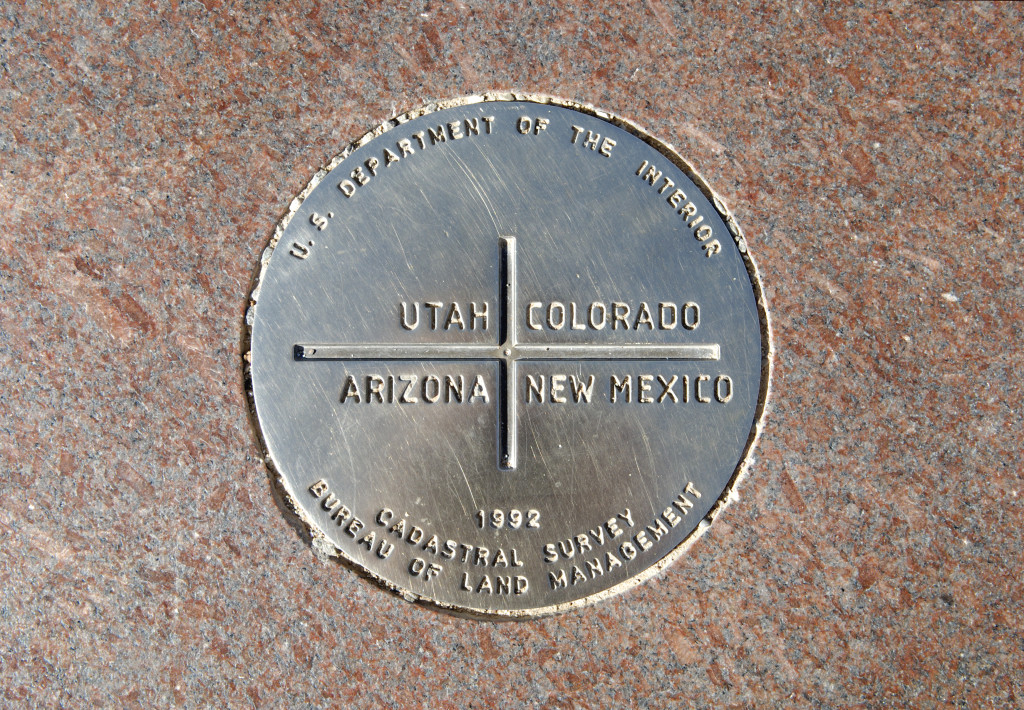 U. S. DEPARTMENT OF THE INTERIOR
UTAH COLORADO
ARIZONA NEW MEXICO
1992
CADASTRAL SURVEY
BUREAU OF LAND MANAGEMENT